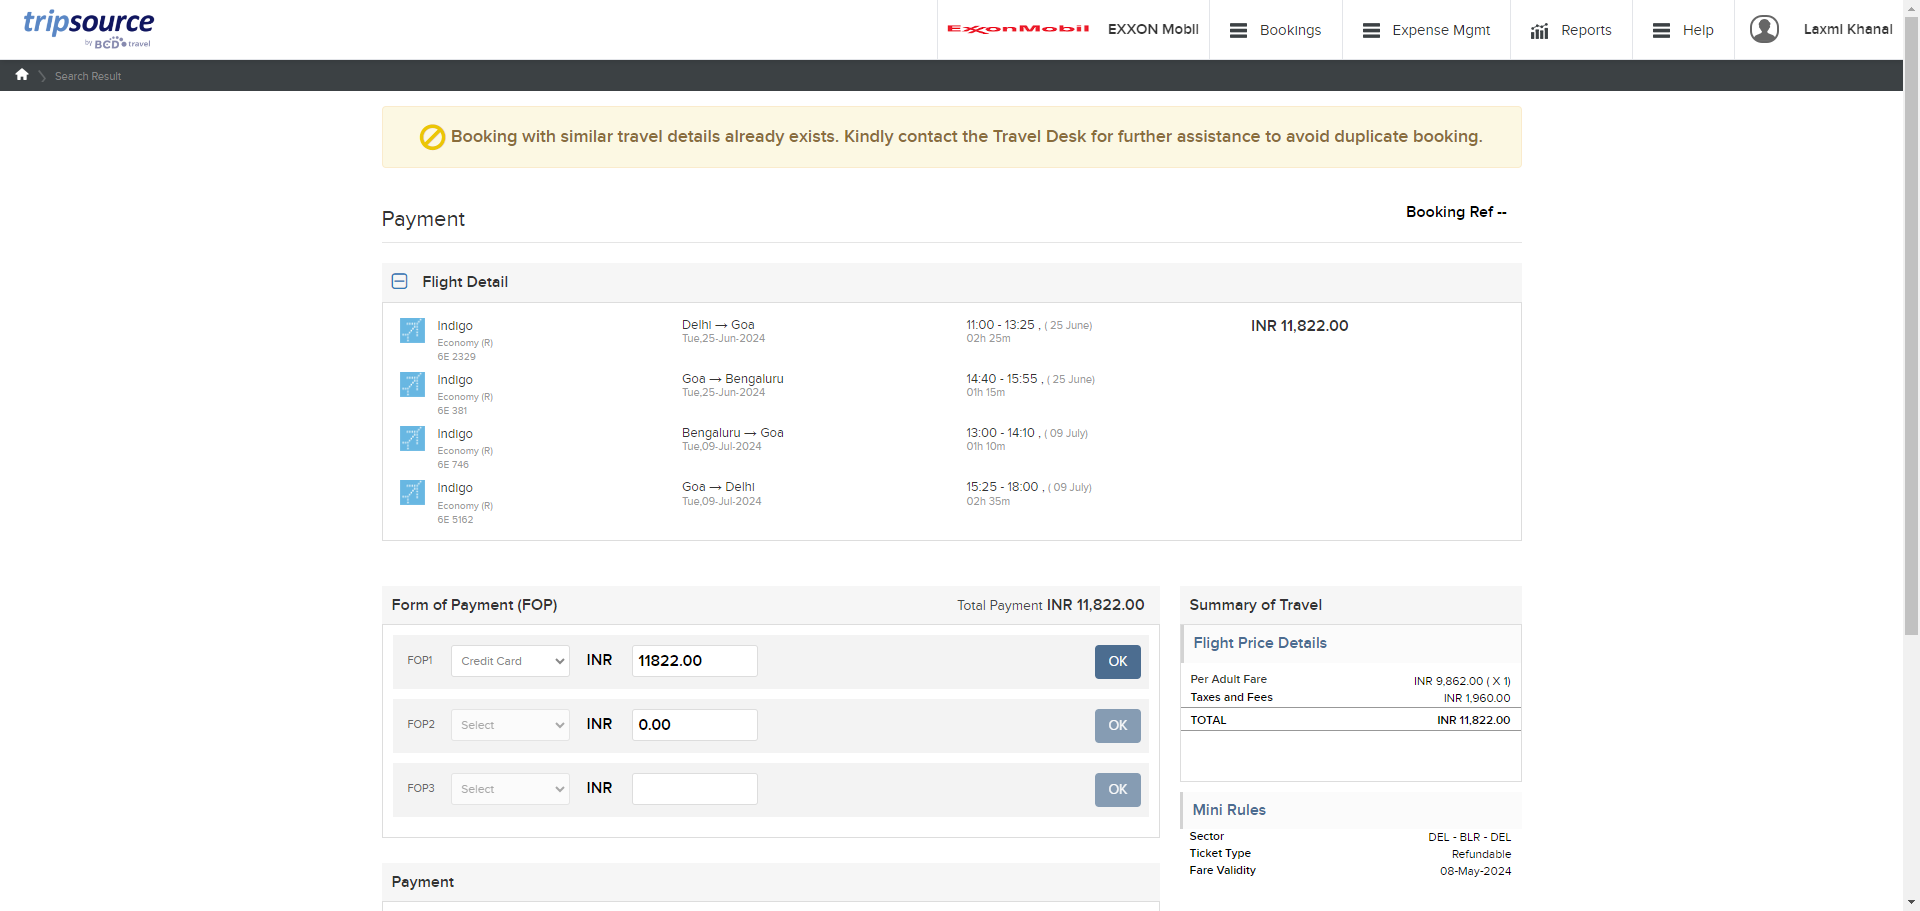 tripsource
by BCD travel
ExxonMobil
EXXON Mobil
Bookings
Expense Mgmt
Reports
Help
Laxmi Khanal
Search Result
Booking with similar travel details already exists. Kindly contact the Travel Desk for further assistance to avoid duplicate booking.
Payment
Booking Ref --
Flight Detail
Indigo
Economy (R)
6E 2329
Delhi → Goa
Tue,25-Jun-2024
11:00 - 13:25 , ( 25 June)
02h 25m
INR 11,822.00
Indigo
Economy (R)
6E 381
Goa → Bengaluru
Tue,25-Jun-2024
14:40 - 15:55 , ( 25 June)
01h 15m
Indigo
Economy (R)
6E 746
Bengaluru → Goa
Tue,09-Jul-2024
13:00 - 14:10 , ( 09 July)
01h 10m
Indigo
Economy (R)
6E 5162
Goa → Delhi
Tue,09-Jul-2024
15:25 - 18:00 , ( 09 July)
02h 35m
Form of Payment (FOP)
Total Payment INR 11,822.00
FOP1 Credit Card INR 11822.00 OK
FOP2 Select INR 0.00 OK
FOP3 Select INR OK
Payment
Summary of Travel
Flight Price Details
Per Adult Fare INR 9,862.00 ( X 1)
Taxes and Fees INR 1,960.00
TOTAL INR 11,822.00
Mini Rules
Sector DEL - BLR - DEL
Ticket Type Refundable
Fare Validity 08-May-2024